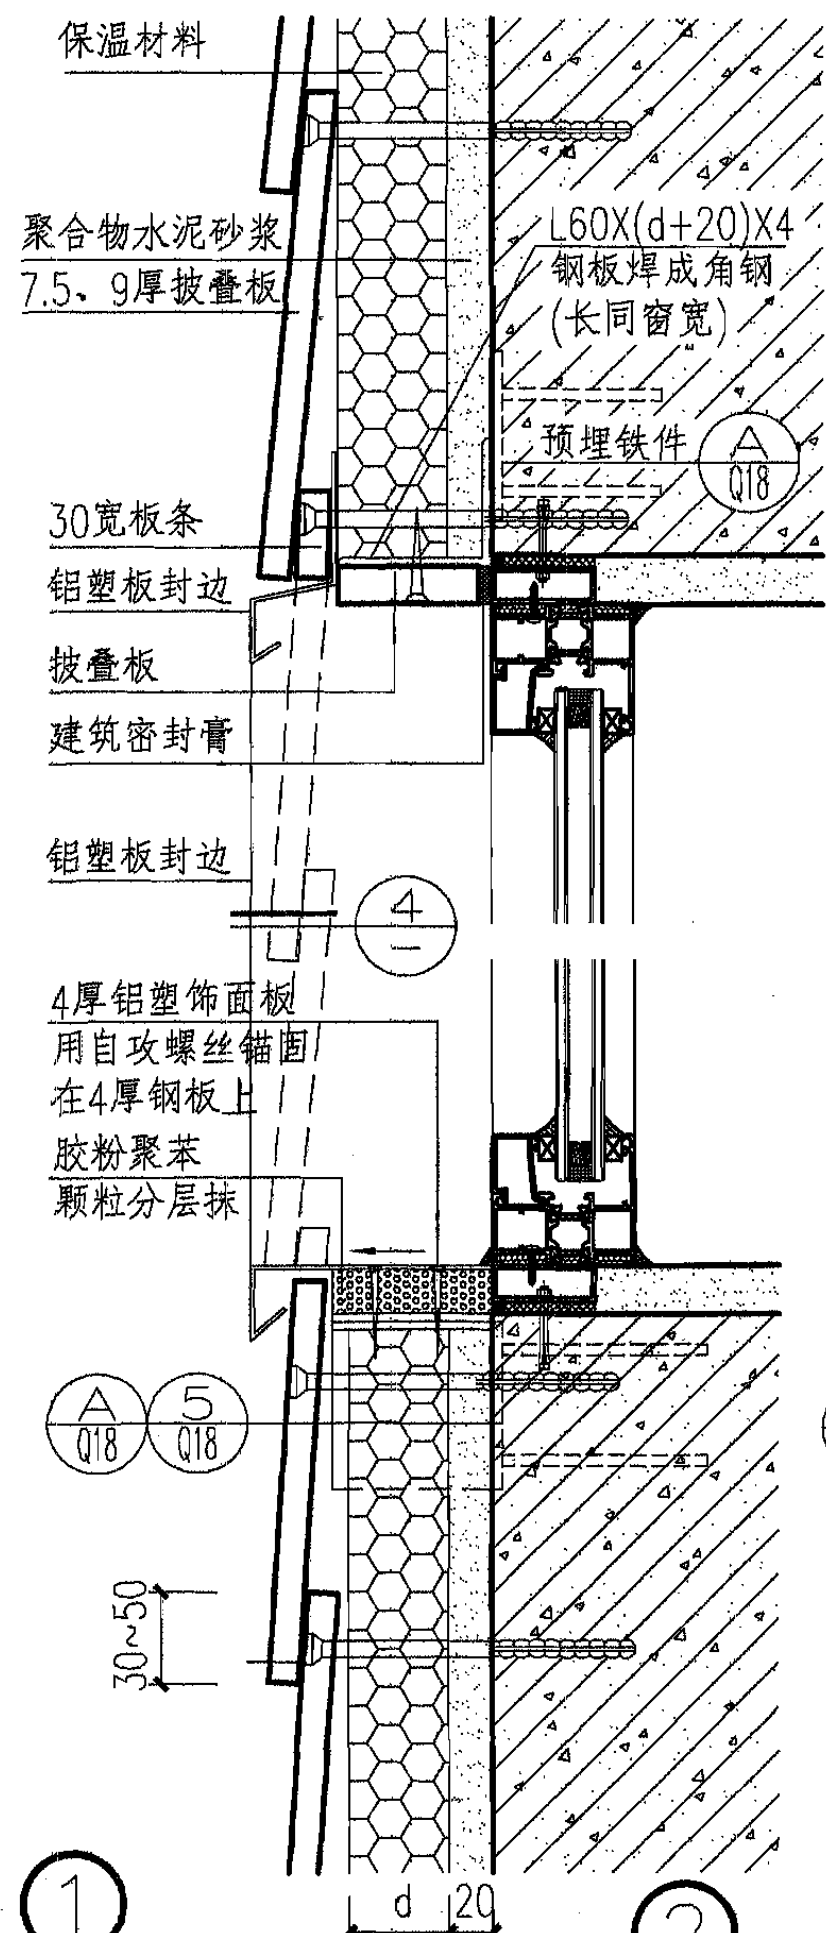 保温材料
聚合物水泥砂浆
7.5、9厚披叠板
L60X(d+20)X4
钢板焊成角钢
(长同窗宽)
预埋铁件
A
Q18
30宽板条
铝塑板封边
披叠板
建筑密封膏
铝塑板封边
4
—
4厚铝塑饰面板
用自攻螺丝锚固
在4厚钢板上
胶粉聚苯
颗粒分层抹
A
Q18
5
Q18
30~50
d
20
1
2